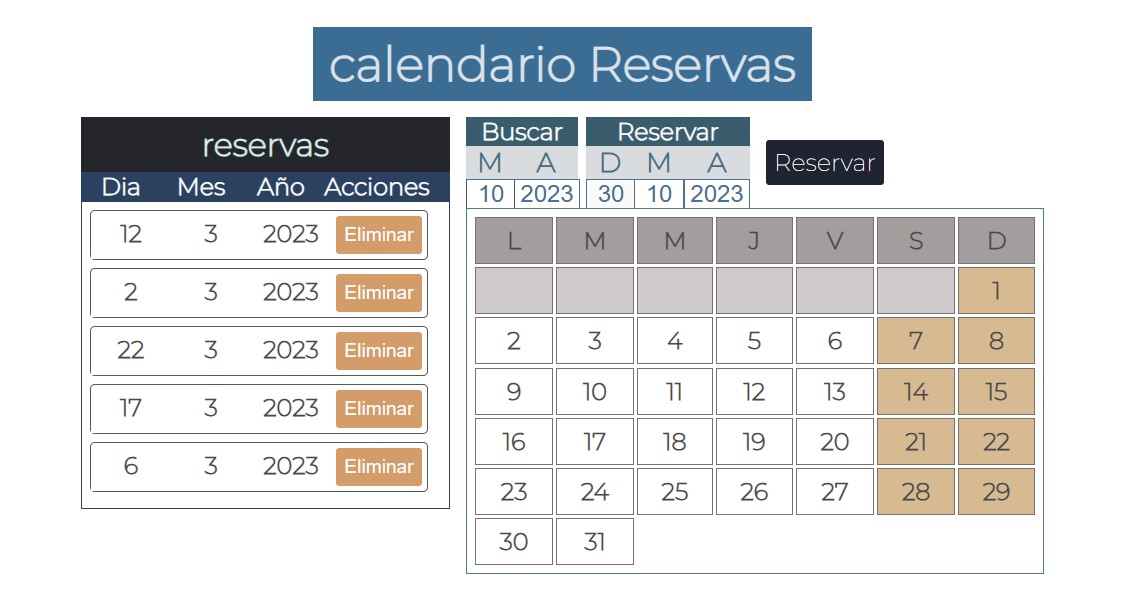 calendario Reservas
reservas
Dia Mes Año Acciones
12 3 2023 Eliminar
2 3 2023 Eliminar
22 3 2023 Eliminar
17 3 2023 Eliminar
6 3 2023 Eliminar
Buscar Reservar
M A D M A
10 2023 30 10 2023
Reservar
L M M J V S D
1
2 3 4 5 6 7 8
9 10 11 12 13 14 15
16 17 18 19 20 21 22
23 24 25 26 27 28 29
30 31